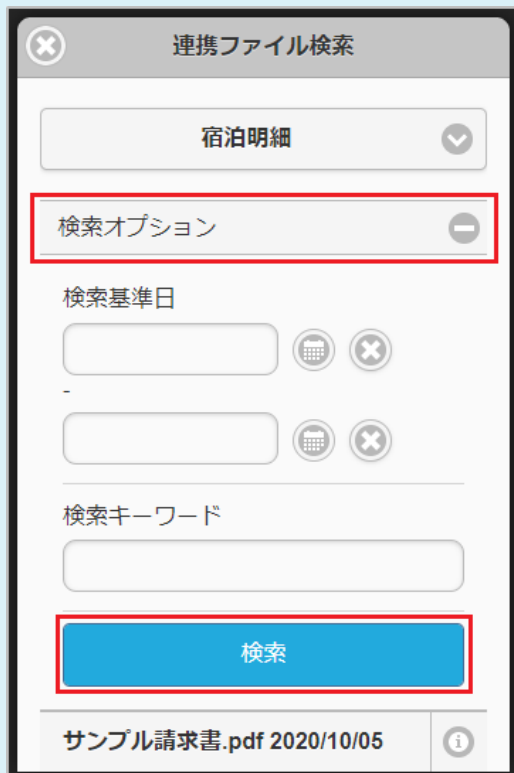 連携ファイル検索
宿泊明細
検索オプション
検索基準日
-
検索キーワード
検索
サンプル請求書.pdf 2020/10/05